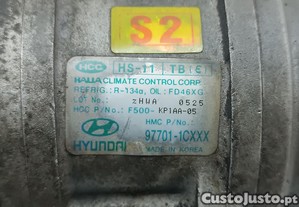 S2
HCC HS-11 TB(E)
HALLA CLIMATE CONTROL CORP.
REFRIG.: R-134a, OIL: FD46XG
LOT No.: 2HWA 0525
HCC P/No.: F500-KP1AA-05
HMC P/No.:
97701-1CXXX
HYUNDAI
MADE IN KOREA
CustoJusto.pt